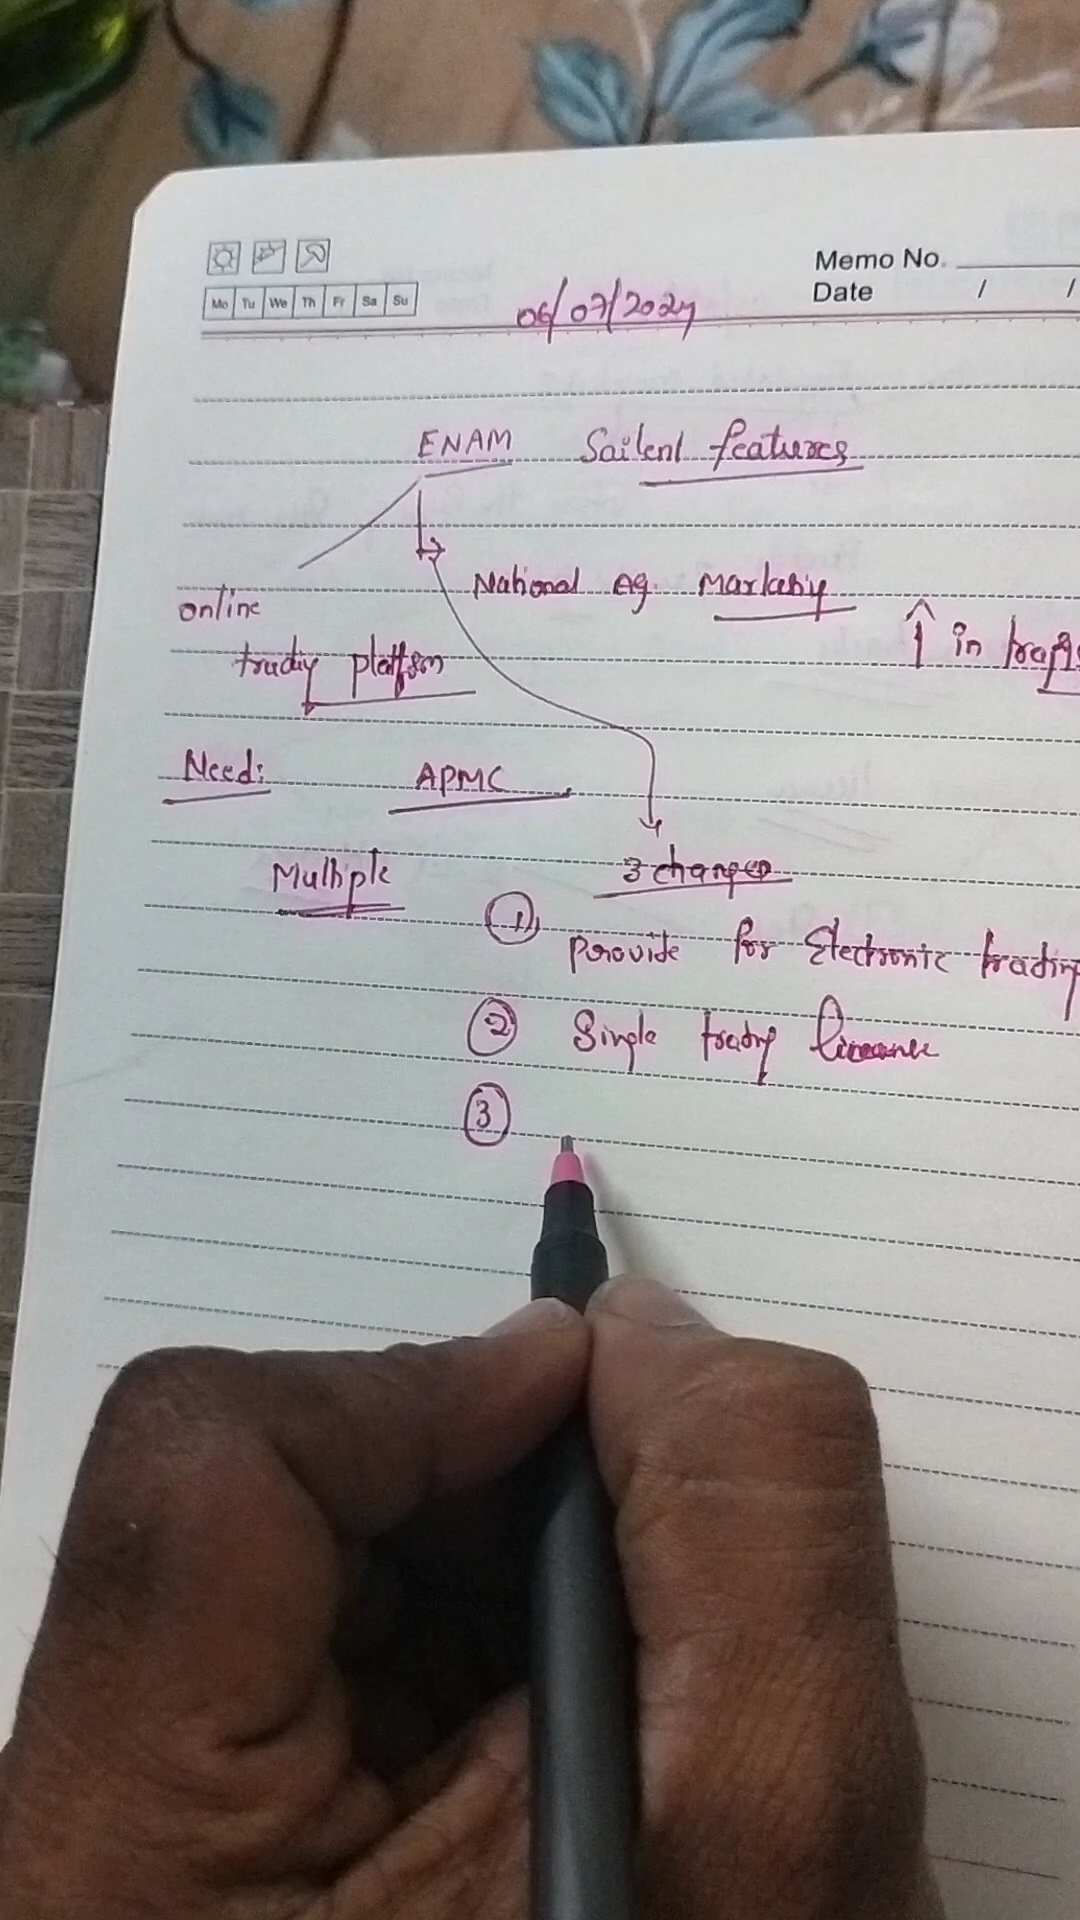 Memo No.
Mo Tu We Th Fr Sa Su
Date / /
06/07/2024
ENAM Sailent features
National Ag. Marketing
online
trading platform
↑ in
Need: APMC
Multiple
3 changes
① Provide for Electronic trading
② Single trading
③